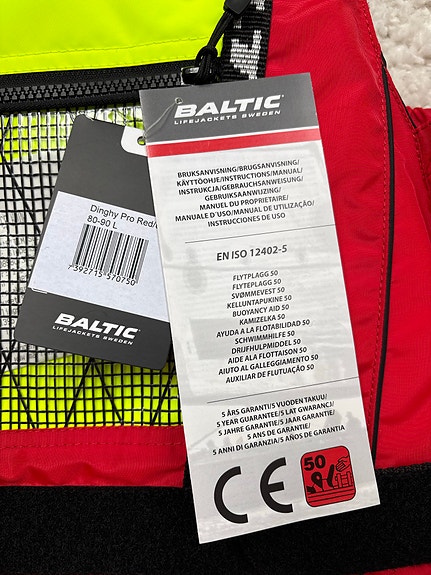 BALTIC
LIFEJACKETS SWEDEN
BRUKSANVISNING/BRUGSANVISNING/
KÄYTTÖOHJE/INSTRUCTIONS/MANUAL/
INSTRUKCJA/GEBRAUCHSANWEISUNG/
GEBRUIKSAANWIJZING/
MANUEL DU PROPRIETAIRE/
MANUALE D'USO/MANUAL DE UTILIZAÇÃO/
INSTRUCCIONES DE USO
EN ISO 12402-5
FLYTPLAGG 50
FLYTEPLAGG 50
SVØMMEVEST 50
KELLUNTAPUKINE 50
BUOYANCY AID 50
KAMIZELKA 50
AYUDA A LA FLOTABILIDAD 50
SCHWIMMHILFE 50
DRIJFHULPMIDDEL 50
AIDE ALA FLOTTAISON 50
AIUTO AL GALLEGGIAMENTO 50
AUXILIAR DE FLUTUAÇÃO 50
5 ÅRS GARANTI/5 VUODEN TAKUU/
5 YEAR GUARANTEE/5 LAT GWARANCJ/
5 JAHRE GARANTIE/5 JAAR GARANTIE/
5 ANS DE GARANTIE/
5 ANNI DI GARANZIA/5 AÑOS DE GARANTIA
CE
50
Dinghy Pro Red/
80-90 L
7392715570750
BALTIC
LIFEJACKETS SWEDEN